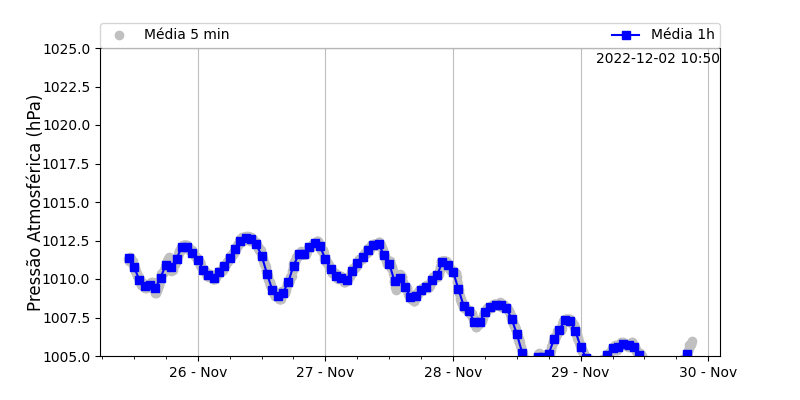 Média 5 min
Média 1h
2022-12-02 10:50
Pressão Atmosférica (hPa)
1025.0
1022.5
1020.0
1017.5
1015.0
1012.5
1010.0
1007.5
1005.0
26 - Nov
27 - Nov
28 - Nov
29 - Nov
30 - Nov